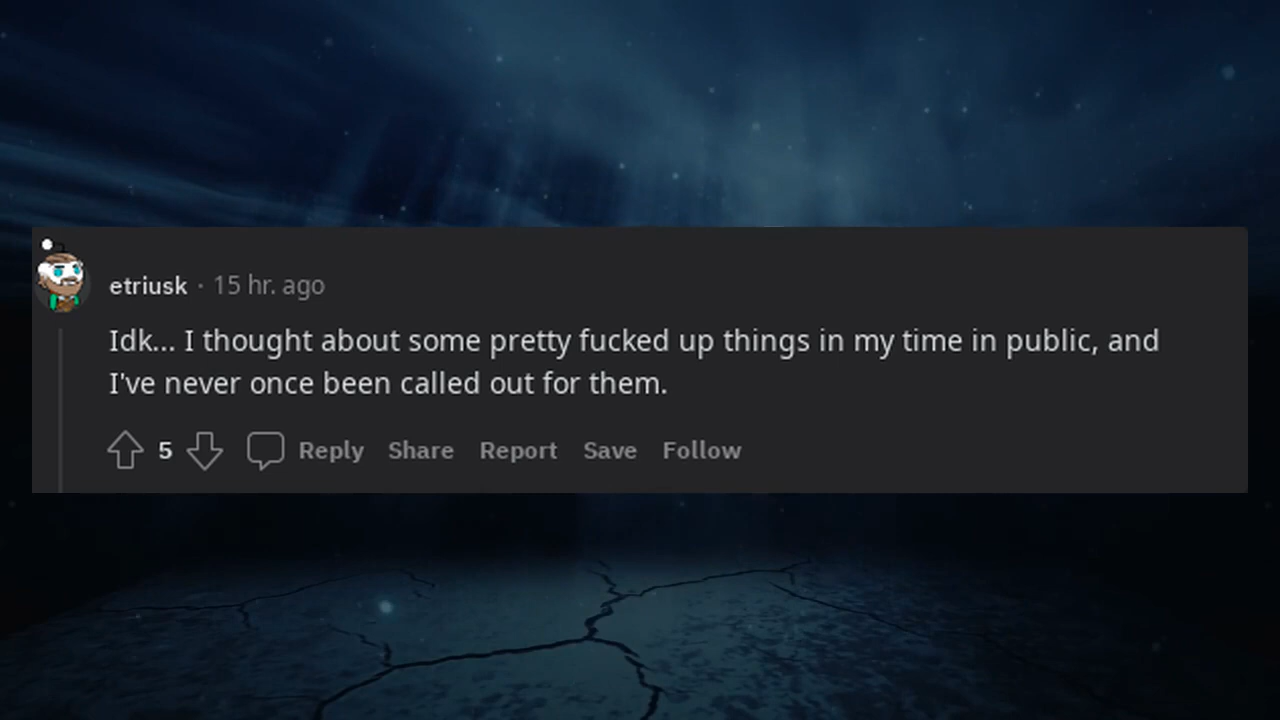 etriusk · 15 hr. ago
Idk... I thought about some pretty fucked up things in my time in public, and
I've never once been called out for them.
5 Reply Share Report Save Follow